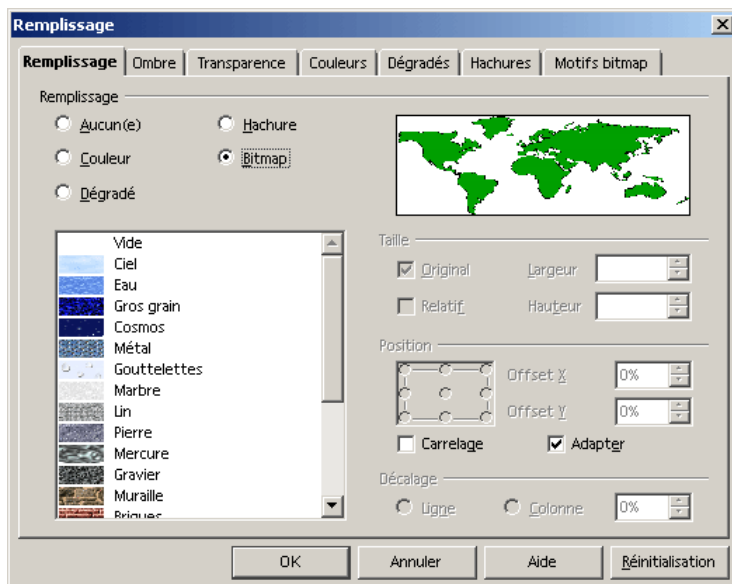 Remplissage
Remplissage Ombre Transparence Couleurs Dégradés Hachures Motifs bitmap
Remplissage
Aucun(e) Hachure
Couleur Bitmap
Dégradé
Vide
Ciel
Eau
Gros grain
Cosmos
Métal
Gouttelettes
Marbre
Lin
Pierre
Mercure
Gravier
Muraille
Briques
Taille
Original Largeur
Relatif Hauteur
Position
Offset X 0%
Offset Y 0%
Carrelage Adapter
Décalage
Ligne Colonne 0%
OK Annuler Aide Réinitialisation